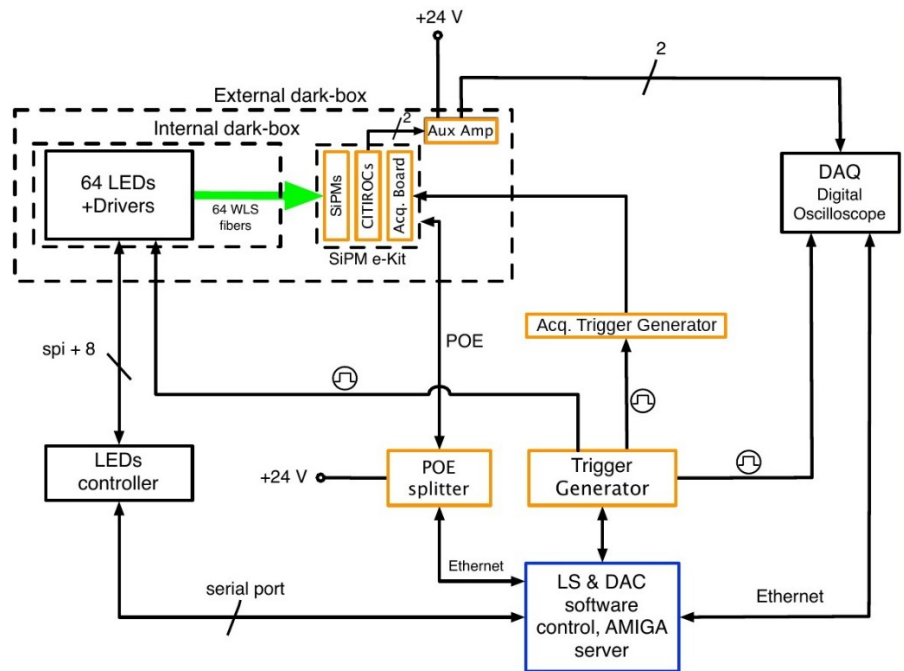 +24 V
2
External dark-box
Internal dark-box
2
Aux Amp
64 LEDs
+Drivers
64 WLS
fibers
SiPMs
CITIROCs
Acq. Board
SiPM e-Kit
DAQ
Digital
Oscilloscope
Acq. Trigger Generator
POE
spi + 8
LEDs
controller
+24 V
POE
splitter
Trigger
Generator
Ethernet
LS & DAC
software
control, AMIGA
server
serial port
Ethernet